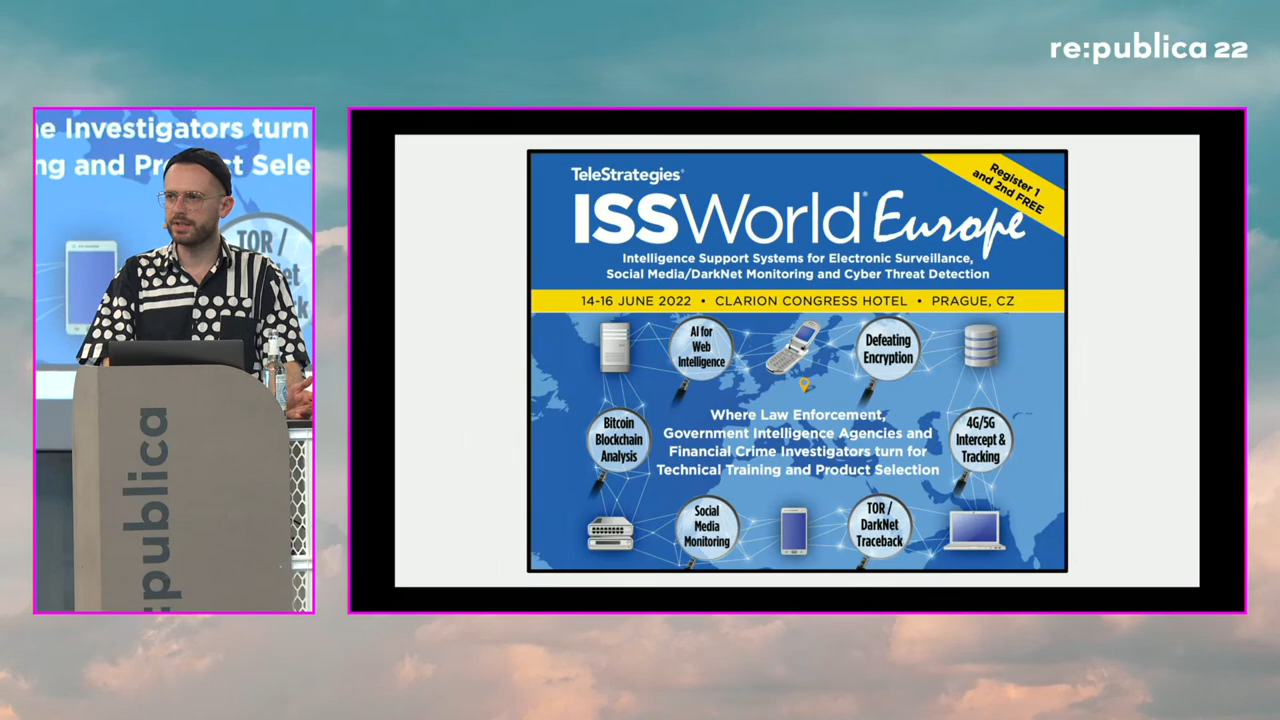 re:publica 22
e Investigators turn
ng and Product Sele
TOR /
:publica
TeleStrategies®
Register 1
and 2nd FREE
ISSWorld® Europe
Intelligence Support Systems for Electronic Surveillance,
Social Media/DarkNet Monitoring and Cyber Threat Detection
14-16 JUNE 2022 • CLARION CONGRESS HOTEL • PRAGUE, CZ
AI for
Web
Intelligence
Defeating
Encryption
Bitcoin
Blockchain
Analysis
Where Law Enforcement,
Government Intelligence Agencies and
Financial Crime Investigators turn for
Technical Training and Product Selection
4G/5G
Intercept &
Tracking
Social
Media
Monitoring
TOR /
DarkNet
Traceback